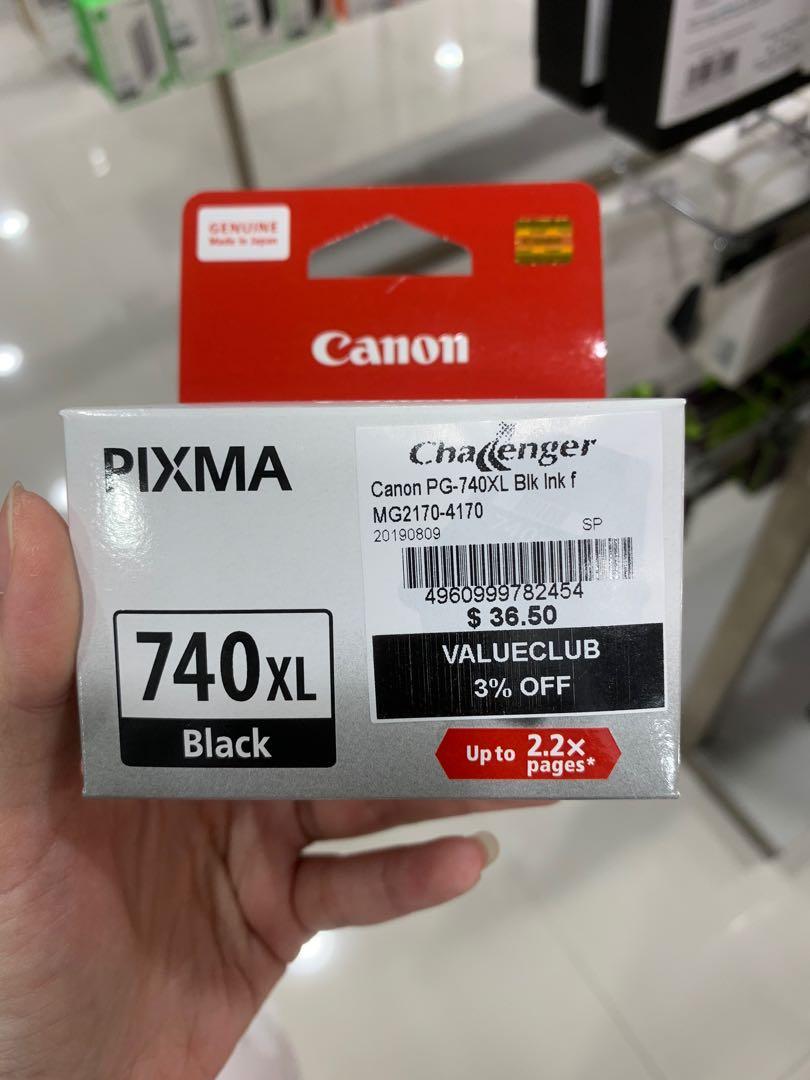 GENUINE
Made in Japan
Canon
PIXMA
740XL
Black
Challenger
Canon PG-740XL Blk Ink f
MG2170-4170
20190809 SP
4960999782454
$ 36.50
VALUECLUB
3% OFF
Up to 2.2x
pages*